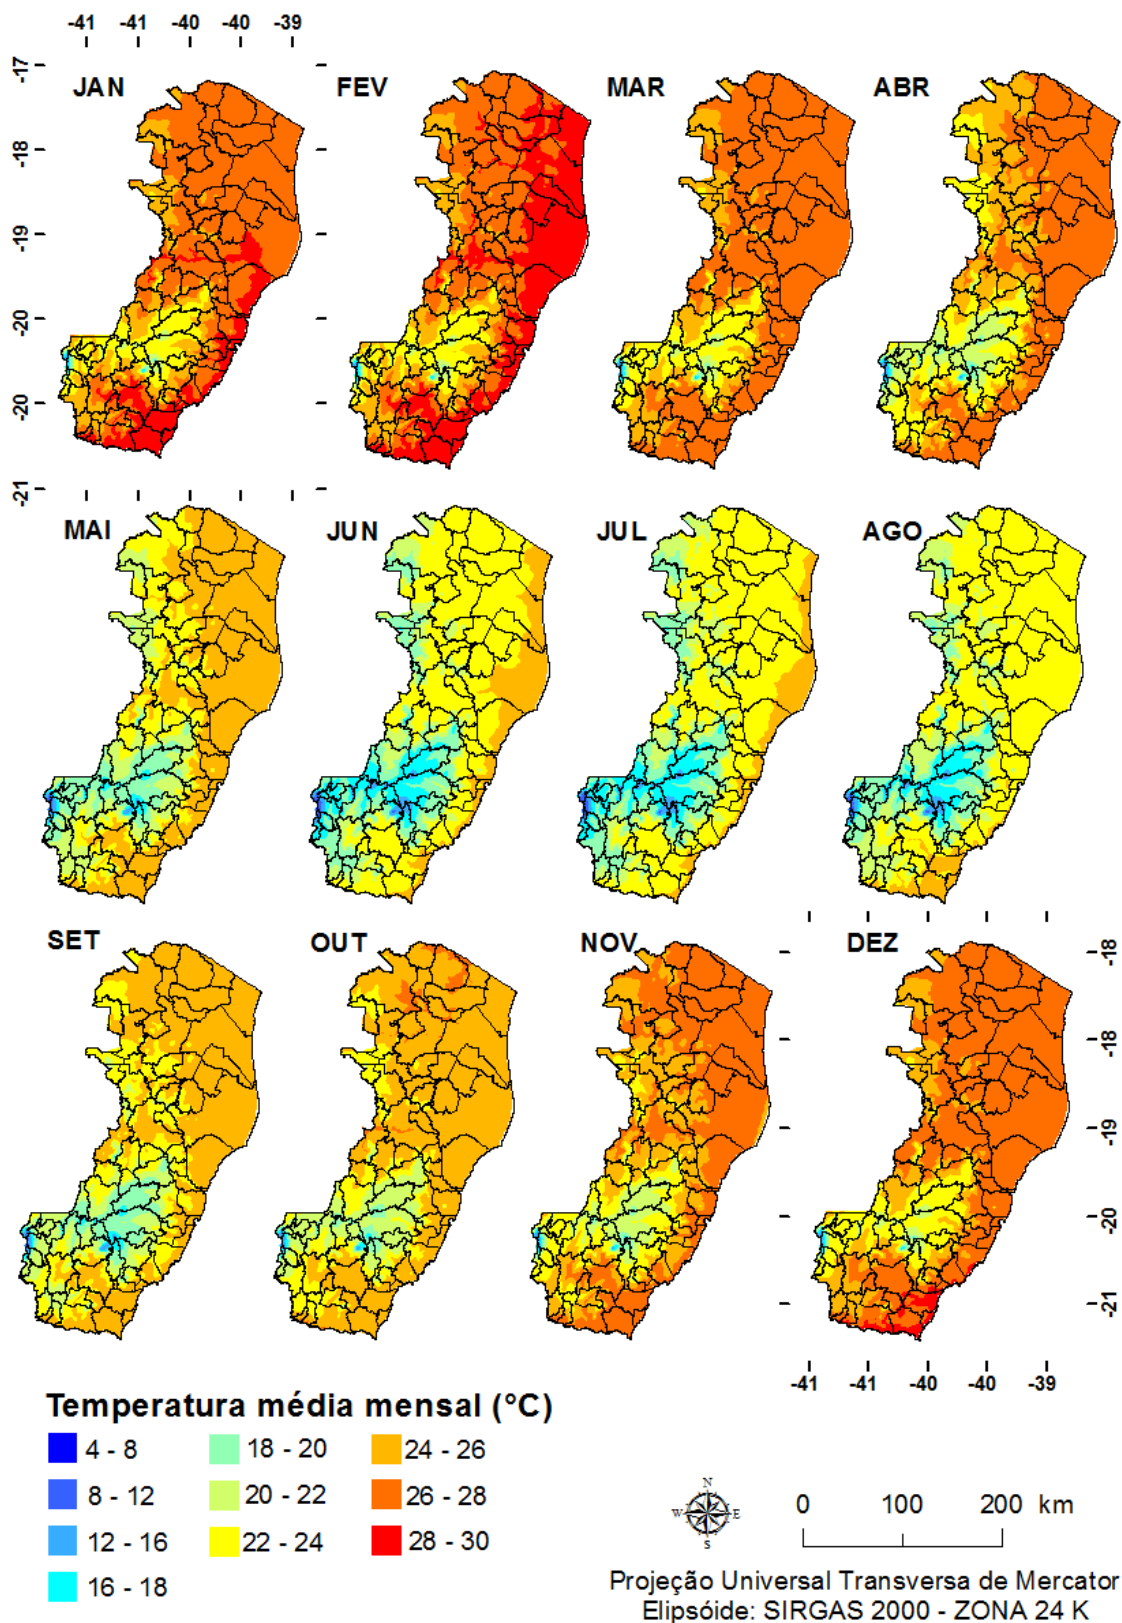 -41 -41 -40 -40 -39
-17
JAN FEV MAR ABR
-18
-19
-20
-20
-21
MAI JUN JUL AGO
SET OUT NOV DEZ
-18
-18
-19
-20
-21
-41 -41 -40 -40 -39
Temperatura média mensal (°C)
4 - 8 18 - 20 24 - 26
8 - 12 20 - 22 26 - 28
12 - 16 22 - 24 28 - 30
16 - 18
N
W E
S
0 100 200 km
Projeção Universal Transversa de Mercator
Elipsóide: SIRGAS 2000 - ZONA 24 K